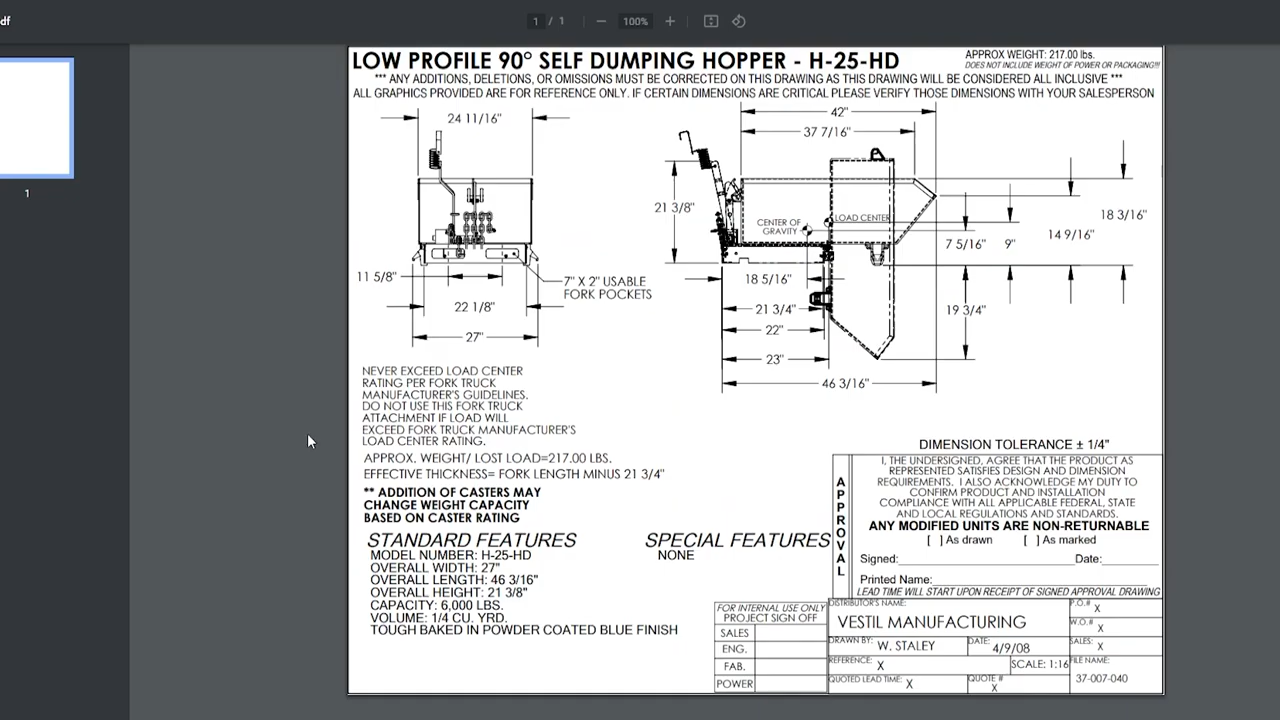 df
1 / 1
100%
1
LOW PROFILE 90° SELF DUMPING HOPPER - H-25-HD
APPROX WEIGHT: 217.00 lbs.
DOES NOT INCLUDE WEIGHT OF POWER OR PACKAGING!!!
*** ANY ADDITIONS, DELETIONS, OR OMISSIONS MUST BE CORRECTED ON THIS DRAWING AS THIS DRAWING WILL BE CONSIDERED ALL INCLUSIVE ***
ALL GRAPHICS PROVIDED ARE FOR REFERENCE ONLY. IF CERTAIN DIMENSIONS ARE CRITICAL PLEASE VERIFY THOSE DIMENSIONS WITH YOUR SALESPERSON
24 11/16"
11 5/8"
22 1/8"
27"
7" X 2" USABLE
FORK POCKETS
42"
37 7/16"
21 3/8"
CENTER OF
GRAVITY
LOAD CENTER
7 5/16"
9"
14 9/16"
18 3/16"
18 5/16"
21 3/4"
22"
23"
46 3/16"
19 3/4"
NEVER EXCEED LOAD CENTER
RATING PER FORK TRUCK
MANUFACTURER'S GUIDELINES.
DO NOT USE THIS FORK TRUCK
ATTACHMENT IF LOAD WILL
EXCEED FORK TRUCK MANUFACTURER'S
LOAD CENTER RATING.
APPROX. WEIGHT/ LOST LOAD=217.00 LBS.
EFFECTIVE THICKNESS= FORK LENGTH MINUS 21 3/4"
** ADDITION OF CASTERS MAY
CHANGE WEIGHT CAPACITY
BASED ON CASTER RATING
STANDARD FEATURES
MODEL NUMBER: H-25-HD
OVERALL WIDTH: 27"
OVERALL LENGTH: 46 3/16"
OVERALL HEIGHT: 21 3/8"
CAPACITY: 6,000 LBS.
VOLUME: 1/4 CU. YRD.
TOUGH BAKED IN POWDER COATED BLUE FINISH
SPECIAL FEATURES
NONE
DIMENSION TOLERANCE ± 1/4"
APPROVAL
I, THE UNDERSIGNED, AGREE THAT THE PRODUCT AS
REPRESENTED SATISFIES DESIGN AND DIMENSION
REQUIREMENTS. I ALSO ACKNOWLEDGE MY DUTY TO
CONFIRM PRODUCT AND INSTALLATION
COMPLIANCE WITH ALL APPLICABLE FEDERAL, STATE
AND LOCAL REGULATIONS AND STANDARDS.
ANY MODIFIED UNITS ARE NON-RETURNABLE
[ ] As drawn [ ] As marked
Signed: Date:
Printed Name:
LEAD TIME WILL START UPON RECEIPT OF SIGNED APPROVAL DRAWING
FOR INTERNAL USE ONLY
PROJECT SIGN OFF
SALES
ENG.
FAB.
POWER
DISTRIBUTOR'S NAME:
VESTIL MANUFACTURING
DRAWN BY: W. STALEY
DATE: 4/9/08
REFERENCE: X
SCALE: 1:16
QUOTED LEAD TIME: X
QUOTE # X
P.O.# X
W.O.# X
SALES: X
FILE NAME:
37-007-040